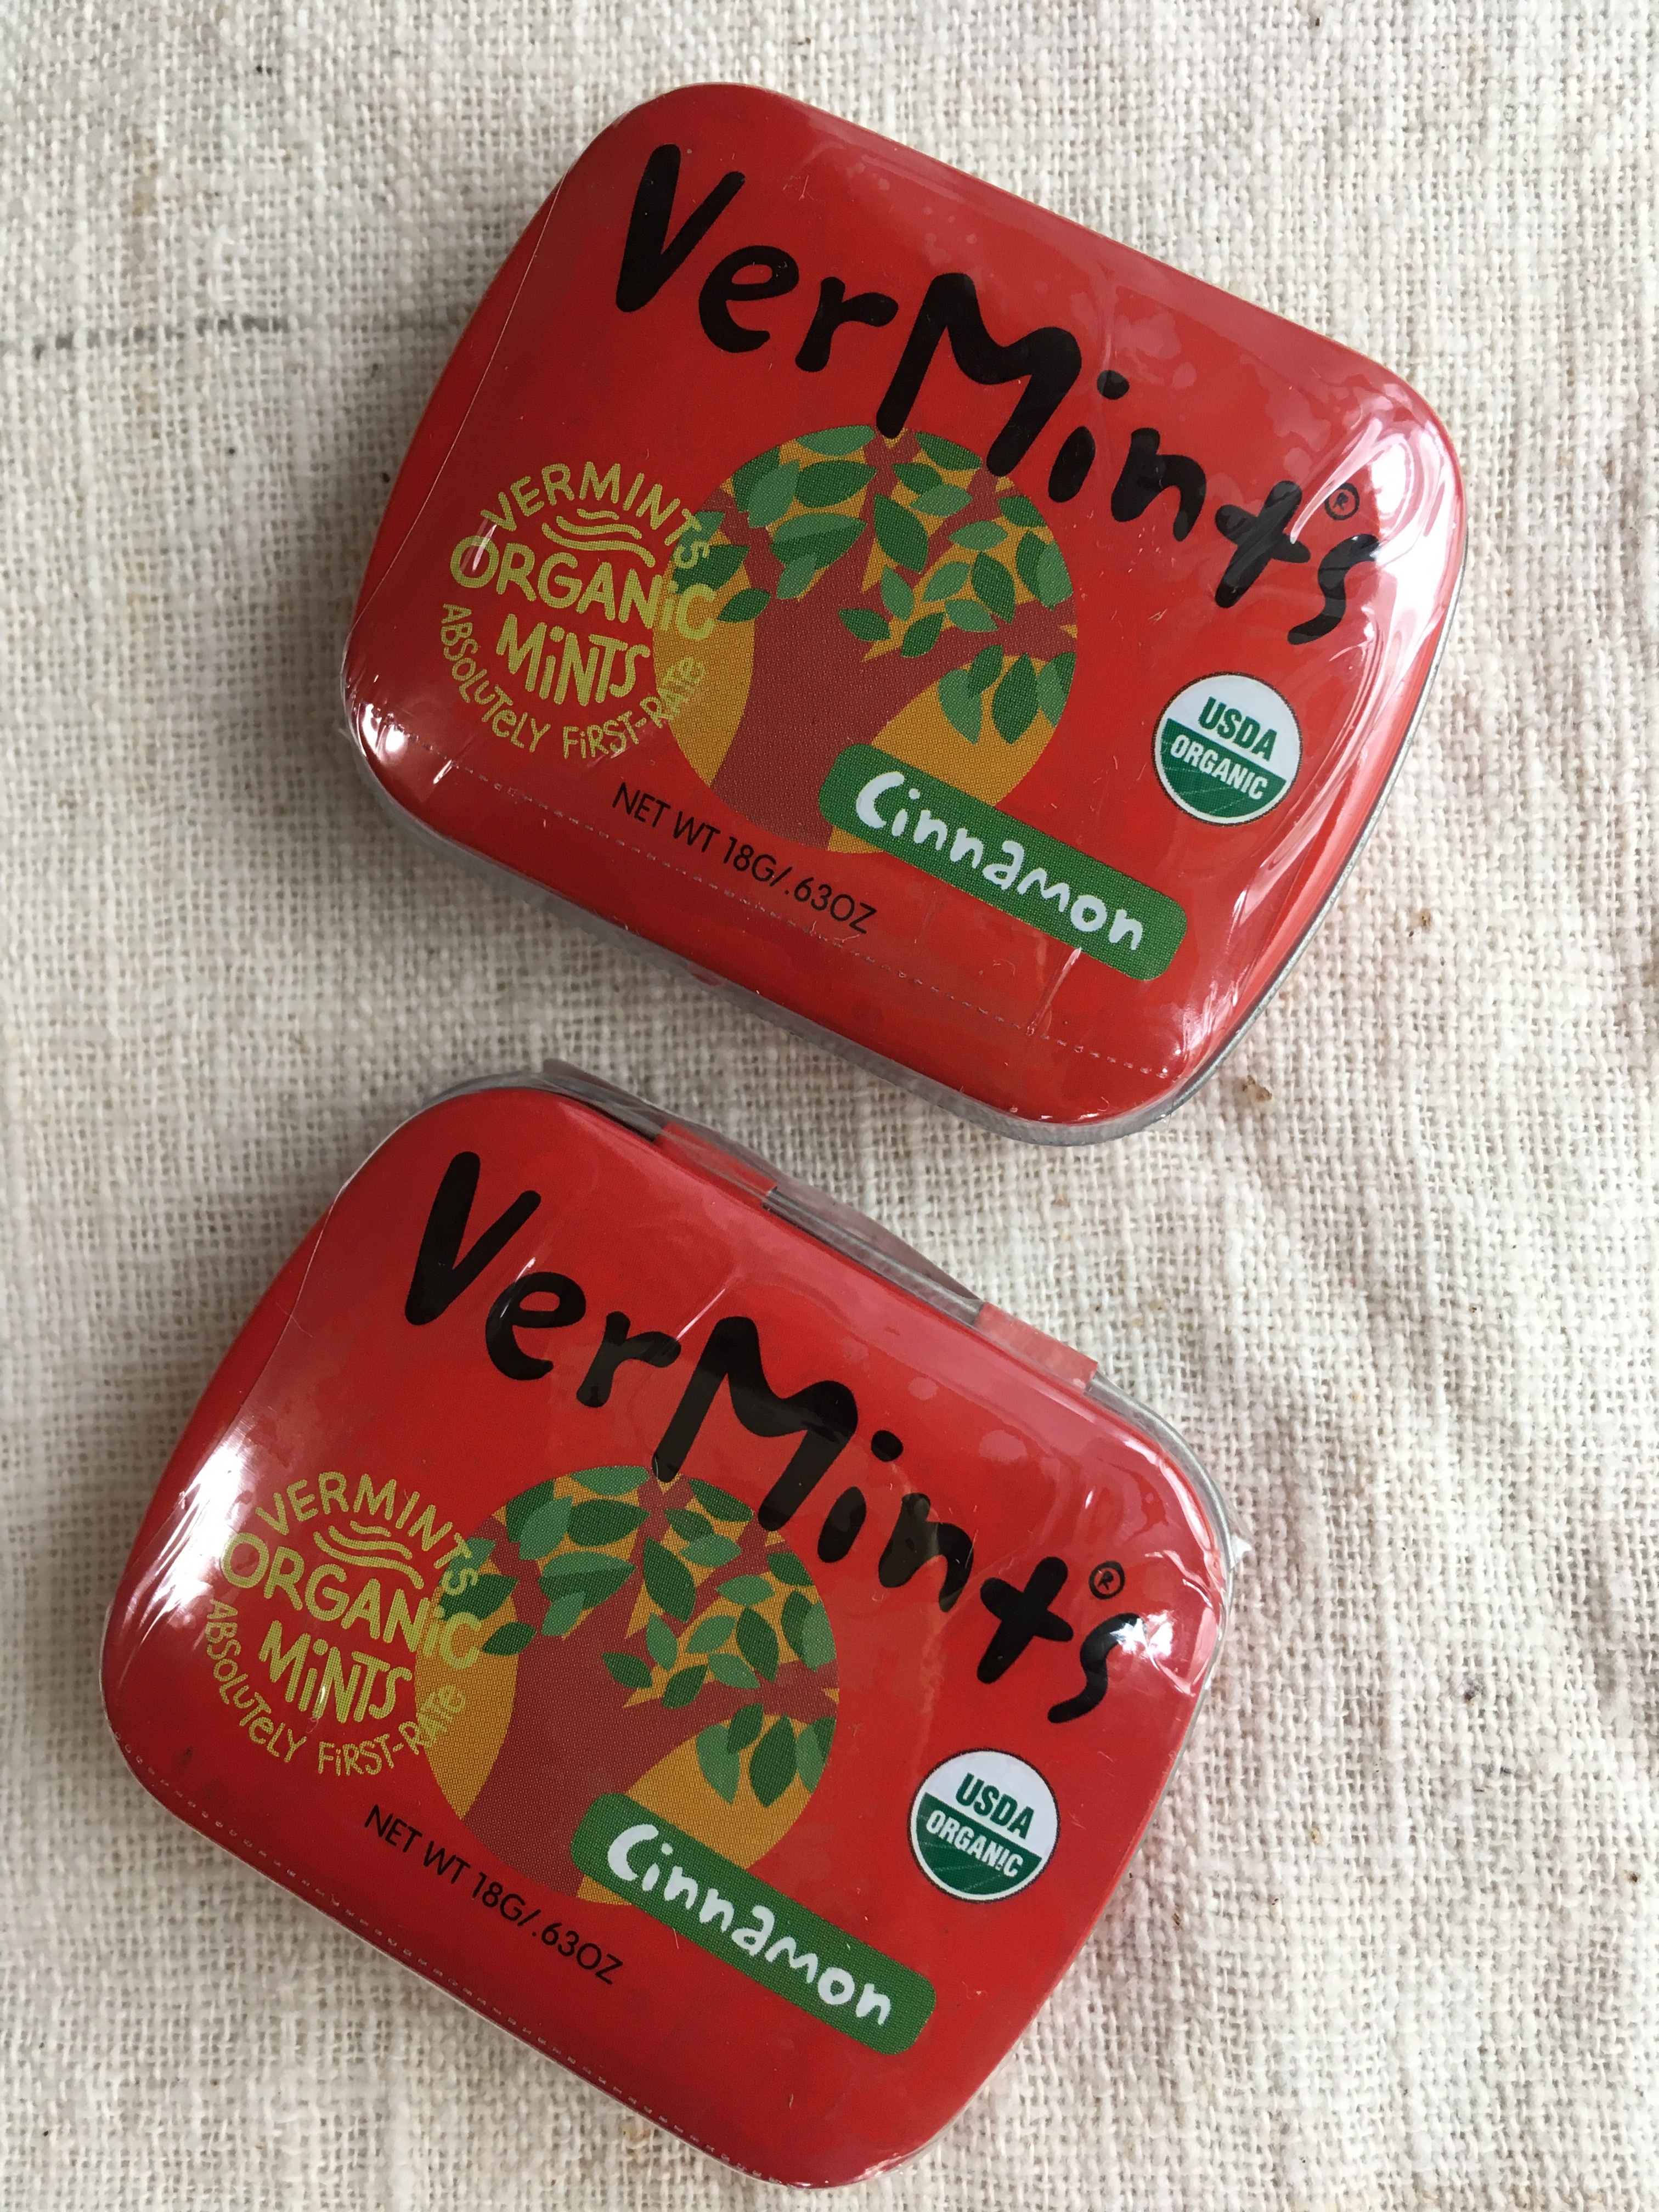 VerMints®
VERMINTS
ORGANiC
MiNTS
ABSOLUTeLY FiRST-RATe
USDA
ORGANIC
Cinnamon
NET WT 18G/.63OZ
VerMints®
VERMINTS
ORGANiC
MiNTS
ABSOLUTeLY FiRST-RATe
USDA
ORGANIC
Cinnamon
NET WT 18G/.63OZ